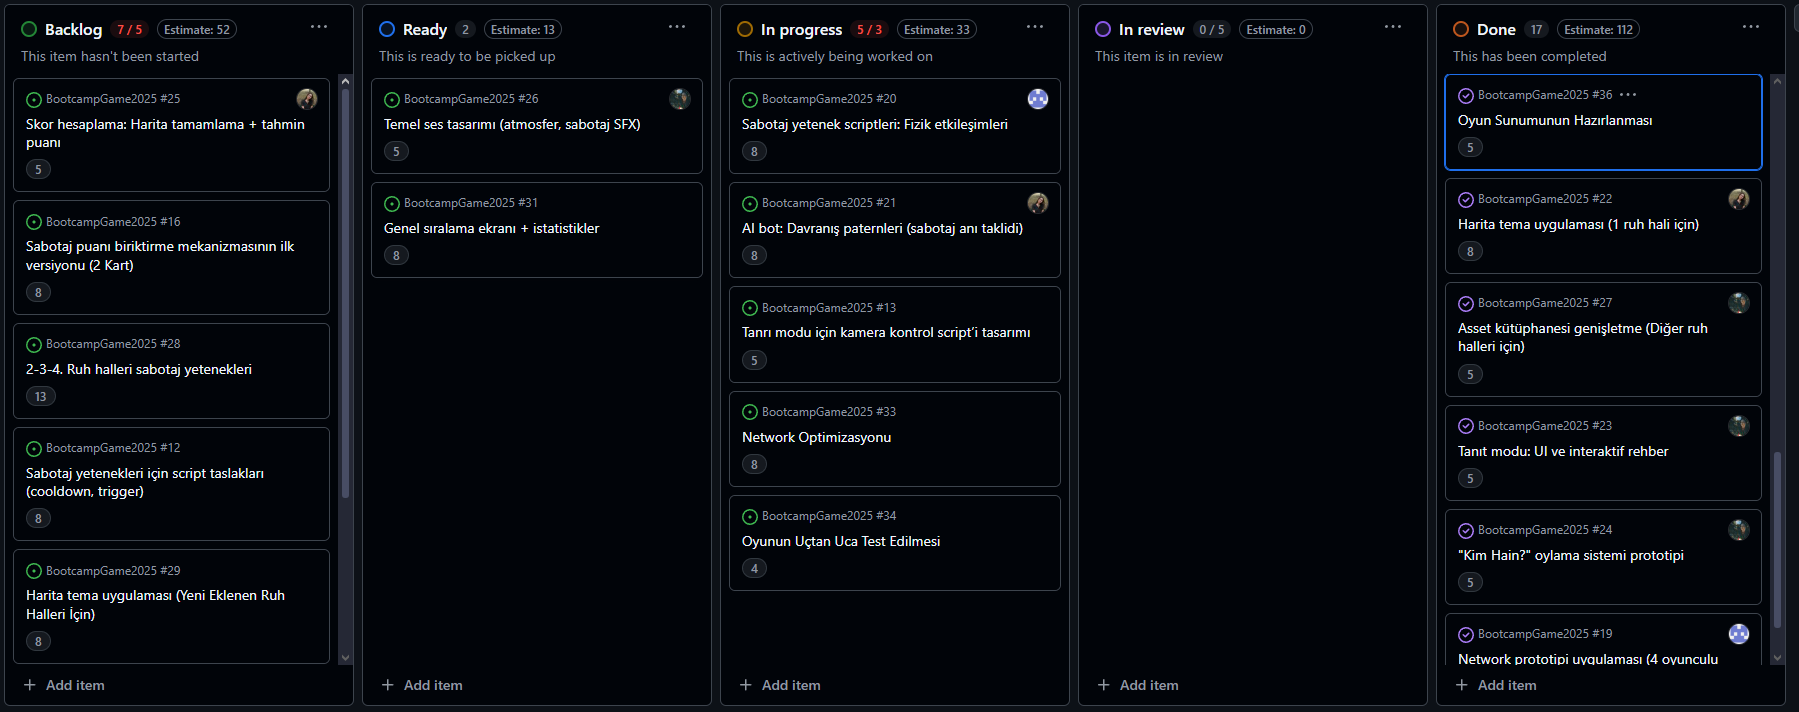 Backlog 7 / 5 Estimate: 52 ···
This item hasn't been started
BootcampGame2025 #25
Skor hesaplama: Harita tamamlama + tahmin
puanı
5
BootcampGame2025 #16
Sabotaj puanı biriktirme mekanizmasının ilk
versiyonu (2 Kart)
8
BootcampGame2025 #28
2-3-4. Ruh halleri sabotaj yetenekleri
13
BootcampGame2025 #12
Sabotaj yetenekleri için script taslakları
(cooldown, trigger)
8
BootcampGame2025 #29
Harita tema uygulaması (Yeni Eklenen Ruh
Halleri İçin)
8
+ Add item
Ready 2 Estimate: 13 ···
This is ready to be picked up
BootcampGame2025 #26
Temel ses tasarımı (atmosfer, sabotaj SFX)
5
BootcampGame2025 #31
Genel sıralama ekranı + istatistikler
8
+ Add item
In progress 5 / 3 Estimate: 33 ···
This is actively being worked on
BootcampGame2025 #20
Sabotaj yetenek scriptleri: Fizik etkileşimleri
8
BootcampGame2025 #21
AI bot: Davranış paternleri (sabotaj anı taklidi)
8
BootcampGame2025 #13
Tanrı modu için kamera kontrol script’i tasarımı
5
BootcampGame2025 #33
Network Optimizasyonu
8
BootcampGame2025 #34
Oyunun Uçtan Uca Test Edilmesi
4
+ Add item
In review 0 / 5 Estimate: 0 ···
This item is in review
+ Add item
Done 17 Estimate: 112 ···
This has been completed
BootcampGame2025 #36 ···
Oyun Sunumunun Hazırlanması
5
BootcampGame2025 #22
Harita tema uygulaması (1 ruh hali için)
8
BootcampGame2025 #27
Asset kütüphanesi genişletme (Diğer ruh
halleri için)
5
BootcampGame2025 #23
Tanıt modu: UI ve interaktif rehber
5
BootcampGame2025 #24
"Kim Hain?" oylama sistemi prototipi
5
BootcampGame2025 #19
Network prototipi uygulaması (4 oyunculu
+ Add item